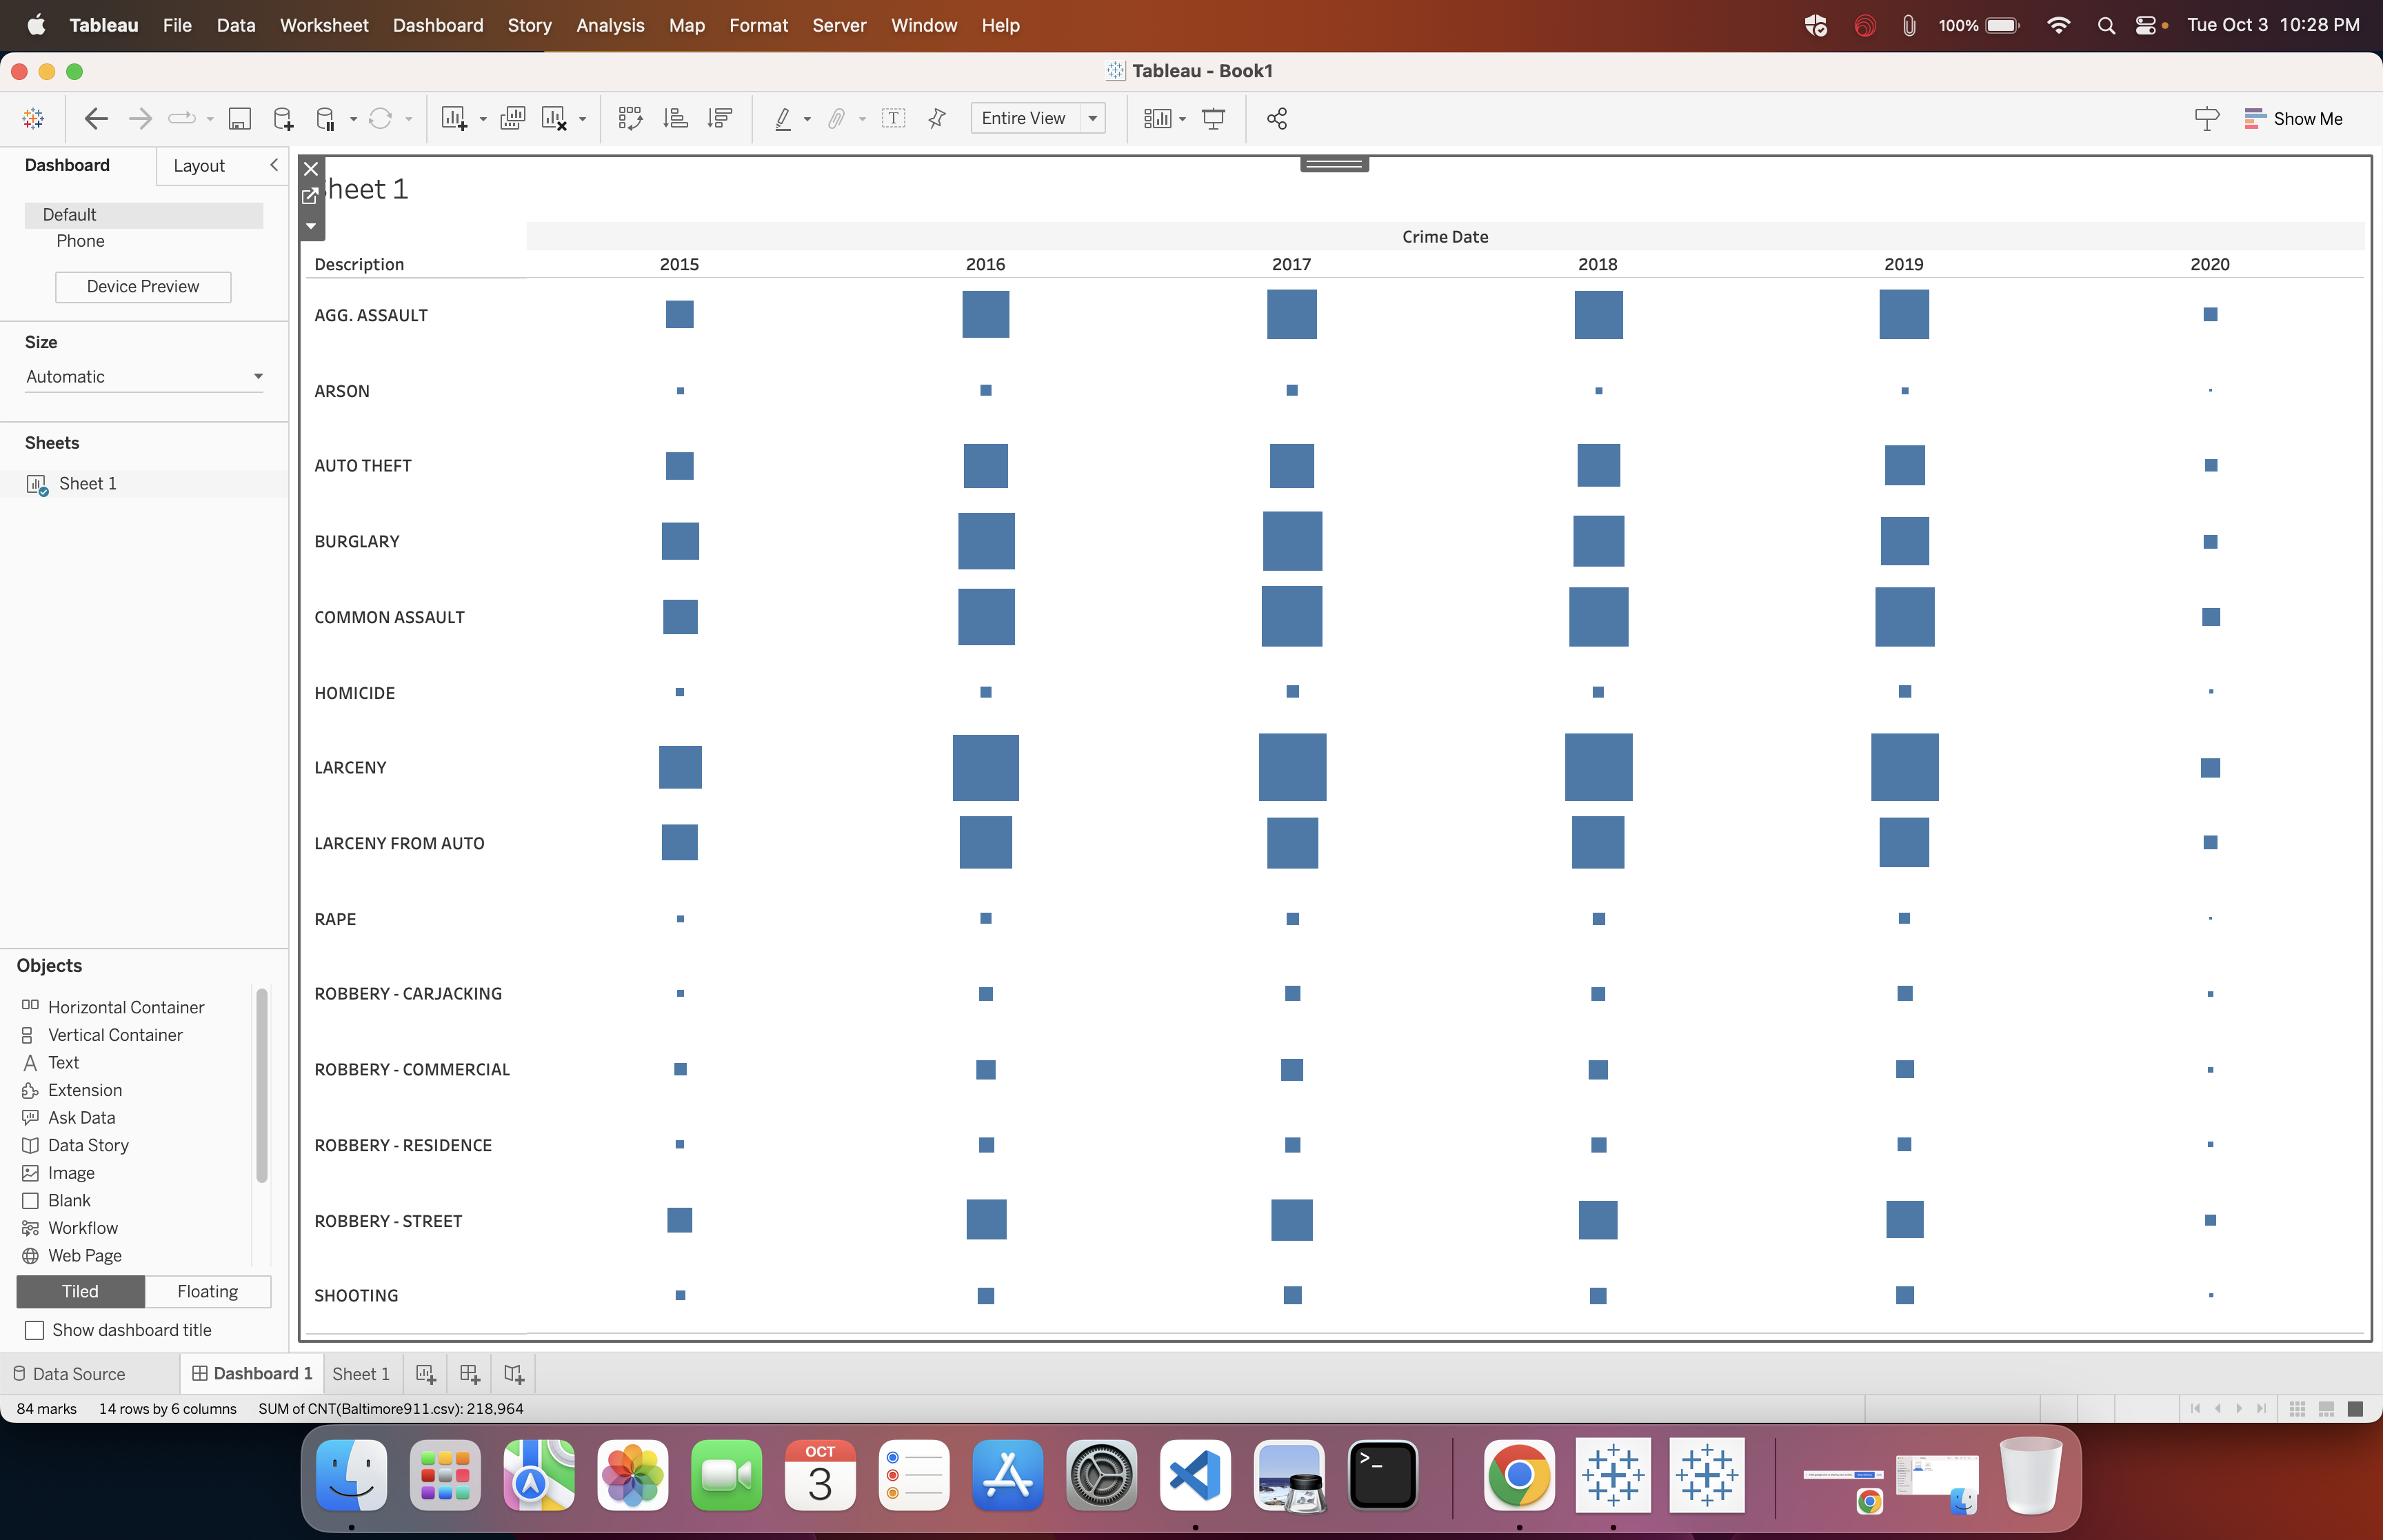 Tableau File Data Worksheet Dashboard Story Analysis Map Format Server Window Help 100% Tue Oct 3 10:28 PM
Tableau - Book1
Entire View Show Me
Dashboard Layout
Default
Phone
Device Preview
Size
Automatic
Sheets
Sheet 1
Objects
Horizontal Container
Vertical Container
Text
Extension
Ask Data
Data Story
Image
Blank
Workflow
Web Page
Tiled Floating
Show dashboard title
heet 1
Crime Date
Description 2015 2016 2017 2018 2019 2020
AGG. ASSAULT
ARSON
AUTO THEFT
BURGLARY
COMMON ASSAULT
HOMICIDE
LARCENY
LARCENY FROM AUTO
RAPE
ROBBERY - CARJACKING
ROBBERY - COMMERCIAL
ROBBERY - RESIDENCE
ROBBERY - STREET
SHOOTING
Data Source Dashboard 1 Sheet 1
84 marks 14 rows by 6 columns SUM of CNT(Baltimore911.csv): 218,964
OCT
3
>_